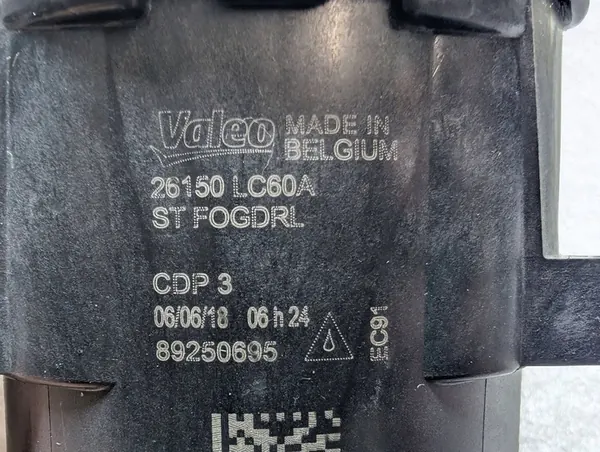 Valeo MADE IN
BELGIUM
26150 LC60A
ST FOGDRL
CDP 3
06/06/18 06 h 24
89250695
EC91